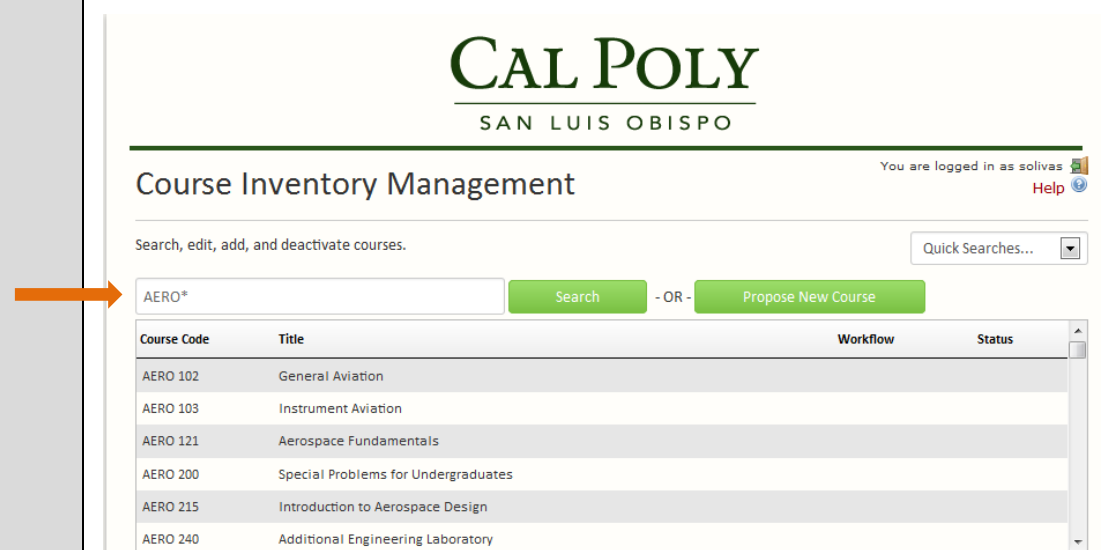 CAL POLY
SAN LUIS OBISPO
You are logged in as solivas
Course Inventory Management
Help
Search, edit, add, and deactivate courses.
Quick Searches...
AERO*
Search
- OR -
Propose New Course
Course Code Title Workflow Status
AERO 102 General Aviation
AERO 103 Instrument Aviation
AERO 121 Aerospace Fundamentals
AERO 200 Special Problems for Undergraduates
AERO 215 Introduction to Aerospace Design
AERO 240 Additional Engineering Laboratory